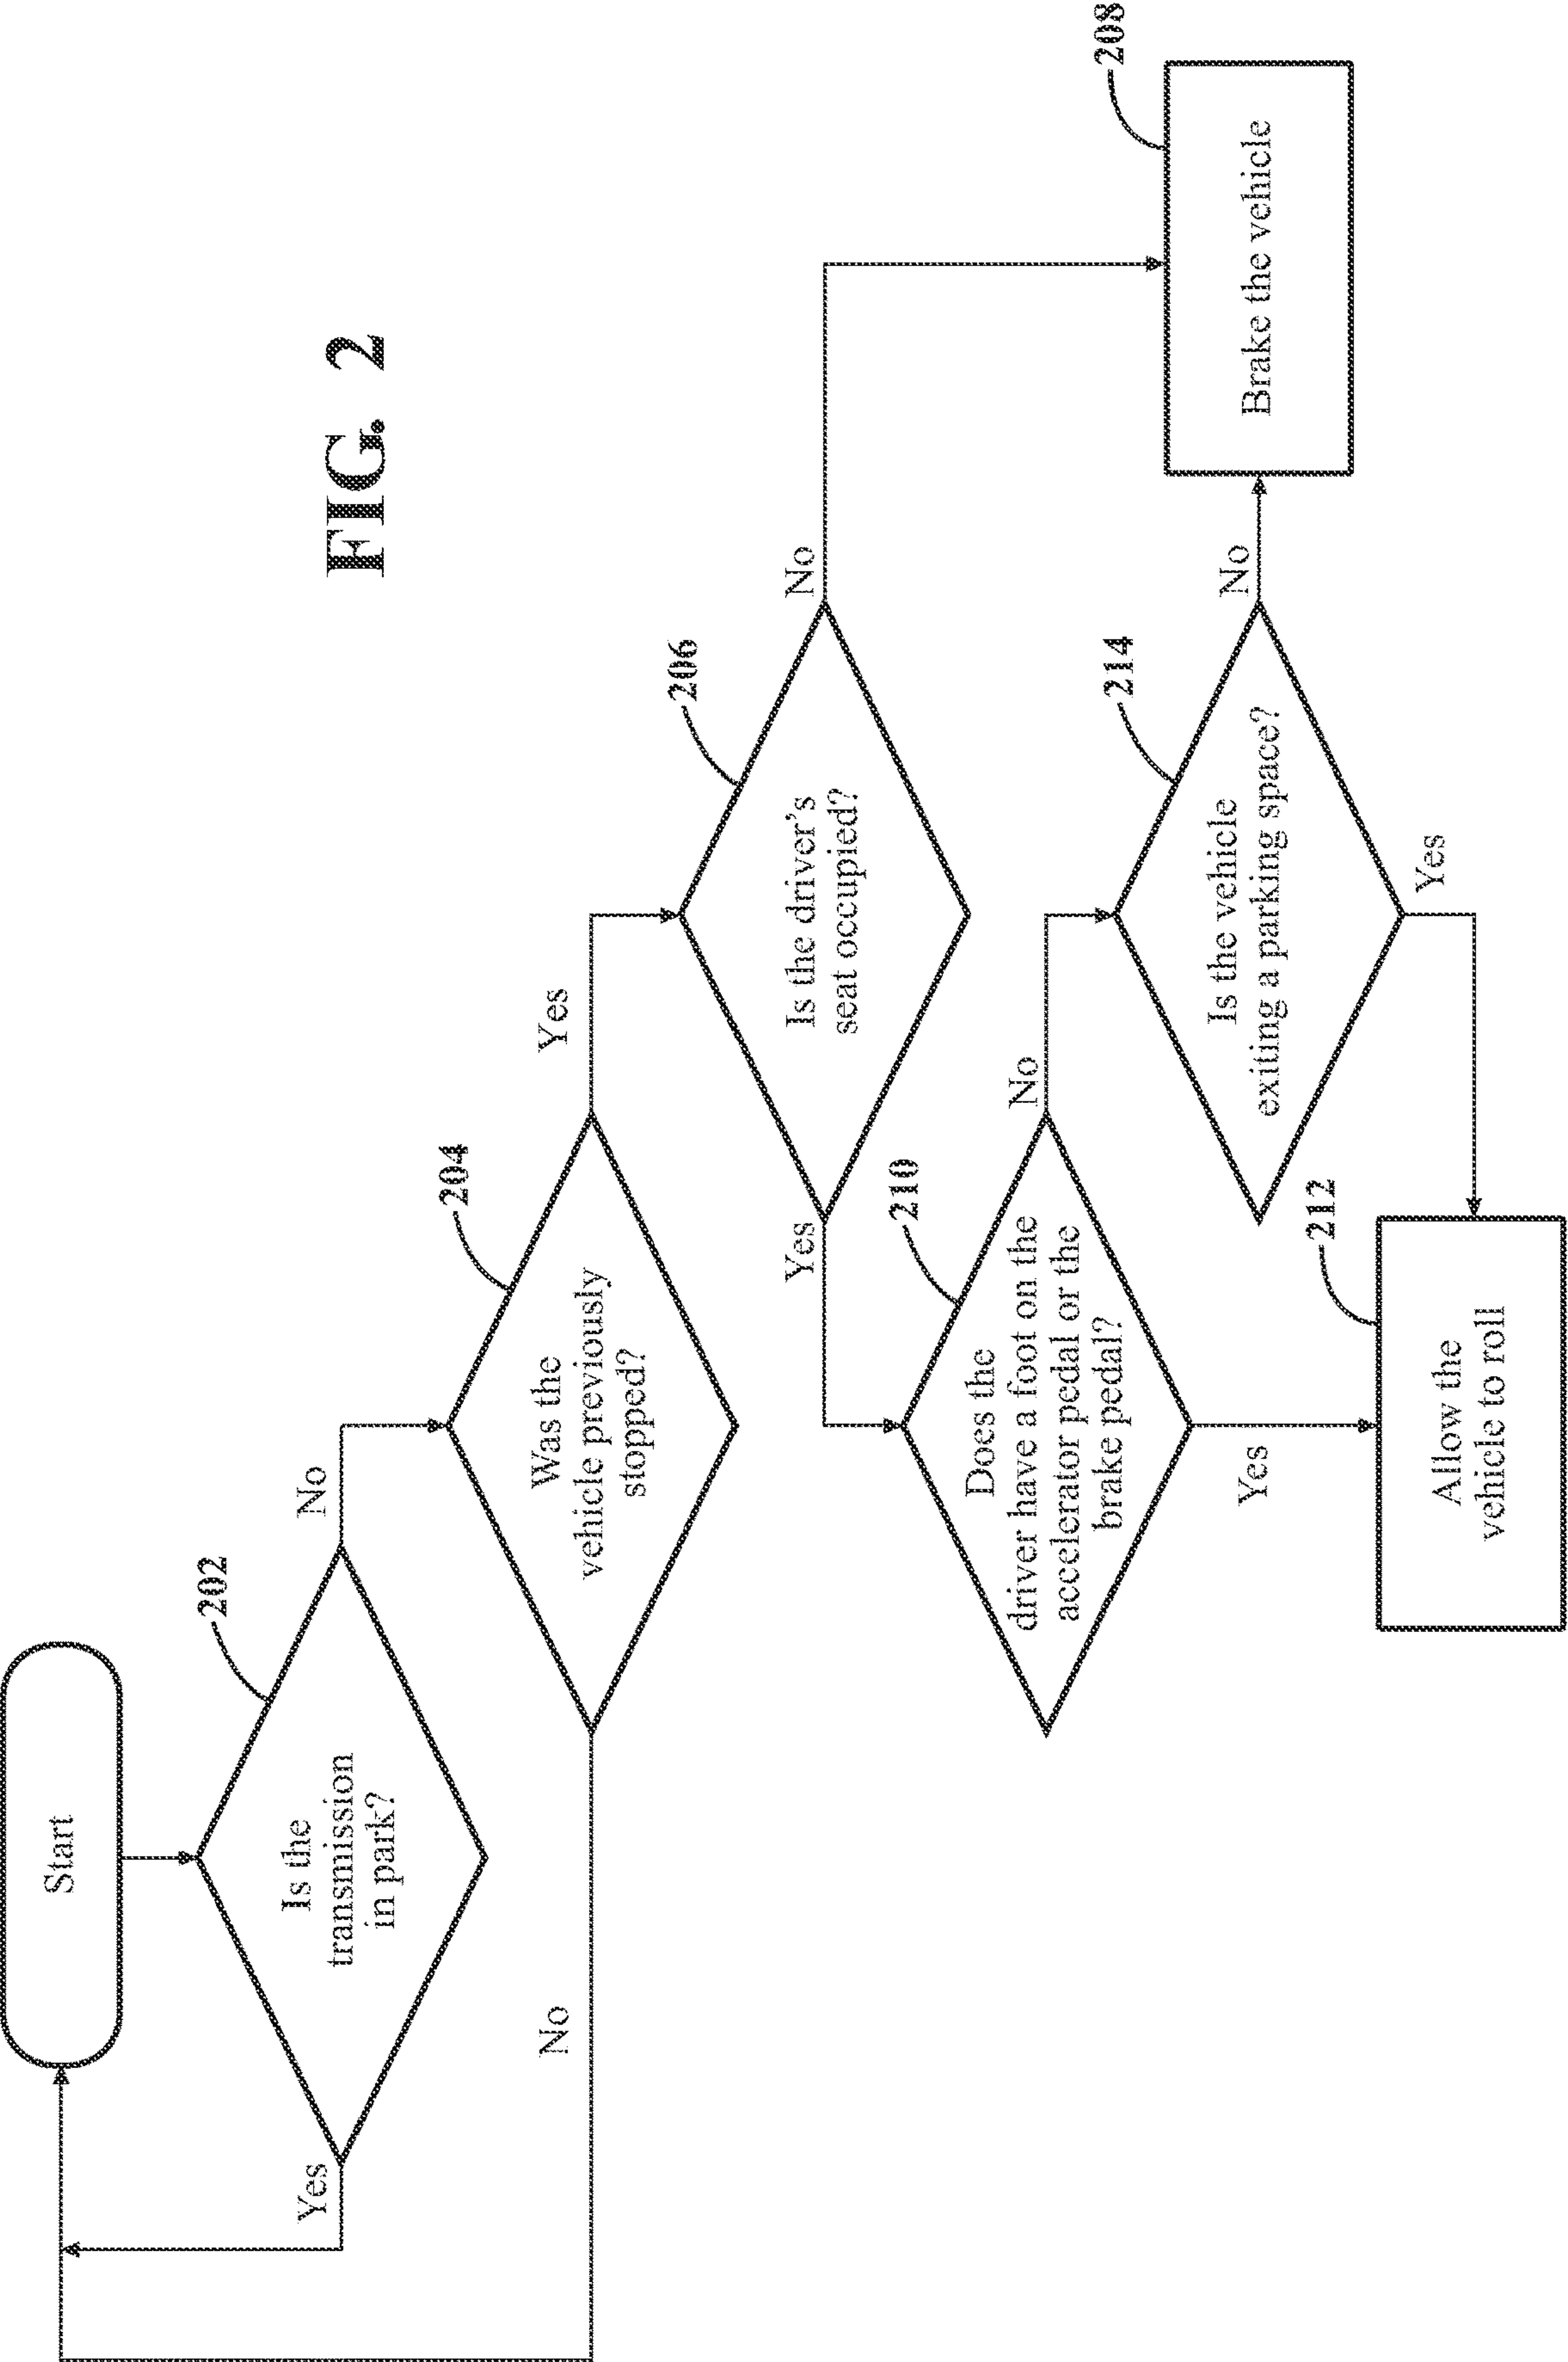 FIG. 2
Start
202
Is the
transmission
in park?
Yes
No
204
Was the
vehicle previously
stopped?
No
Yes
206
Is the driver's
seat occupied?
Yes
No
210
Does the
driver have a foot on the
accelerator pedal or the
brake pedal?
No
Yes
214
Is the vehicle
exiting a parking space?
No
Yes
208
Brake the vehicle
212
Allow the
vehicle to roll